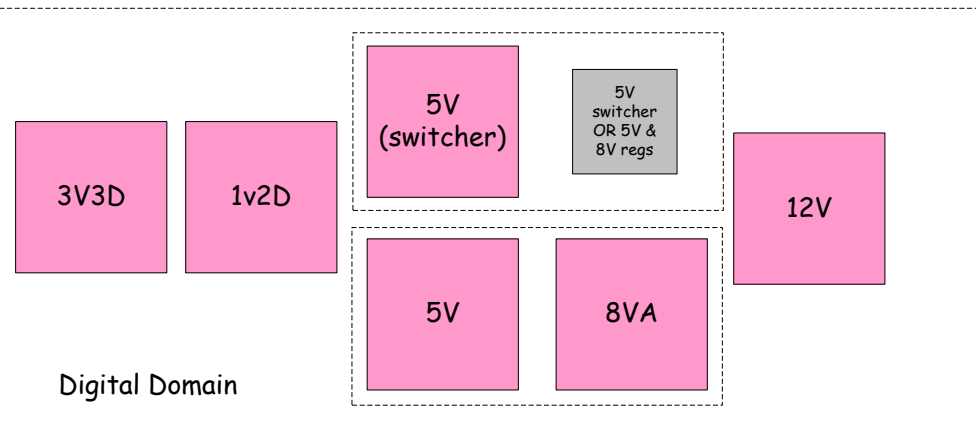 5V
(switcher)
5V
switcher
OR 5V &
8V regs
3V3D
1v2D
12V
5V
8VA
Digital Domain